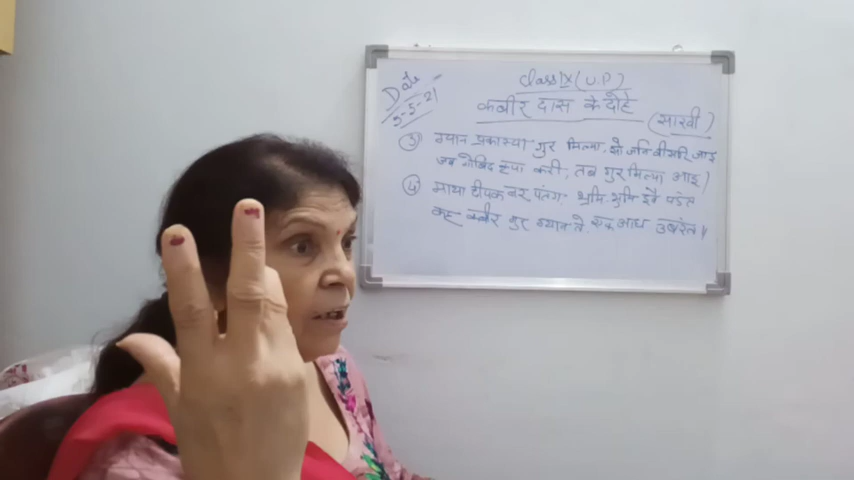 Date
5-5-21
Class IX (U.P)
कबीर दास के दोहे
(साखी)
③ ग्यान प्रकास्या गुर मिल्या, सो जनि बीसरि जाइ
जब गोबिंद कृपा करी, तब गुर मिल्या आइ)
④ माया दीपक नर पतंग, भ्रमि भ्रमि इवै पडंत
कहै कबीर गुर ग्यान ते, एक आध उबरंत॥